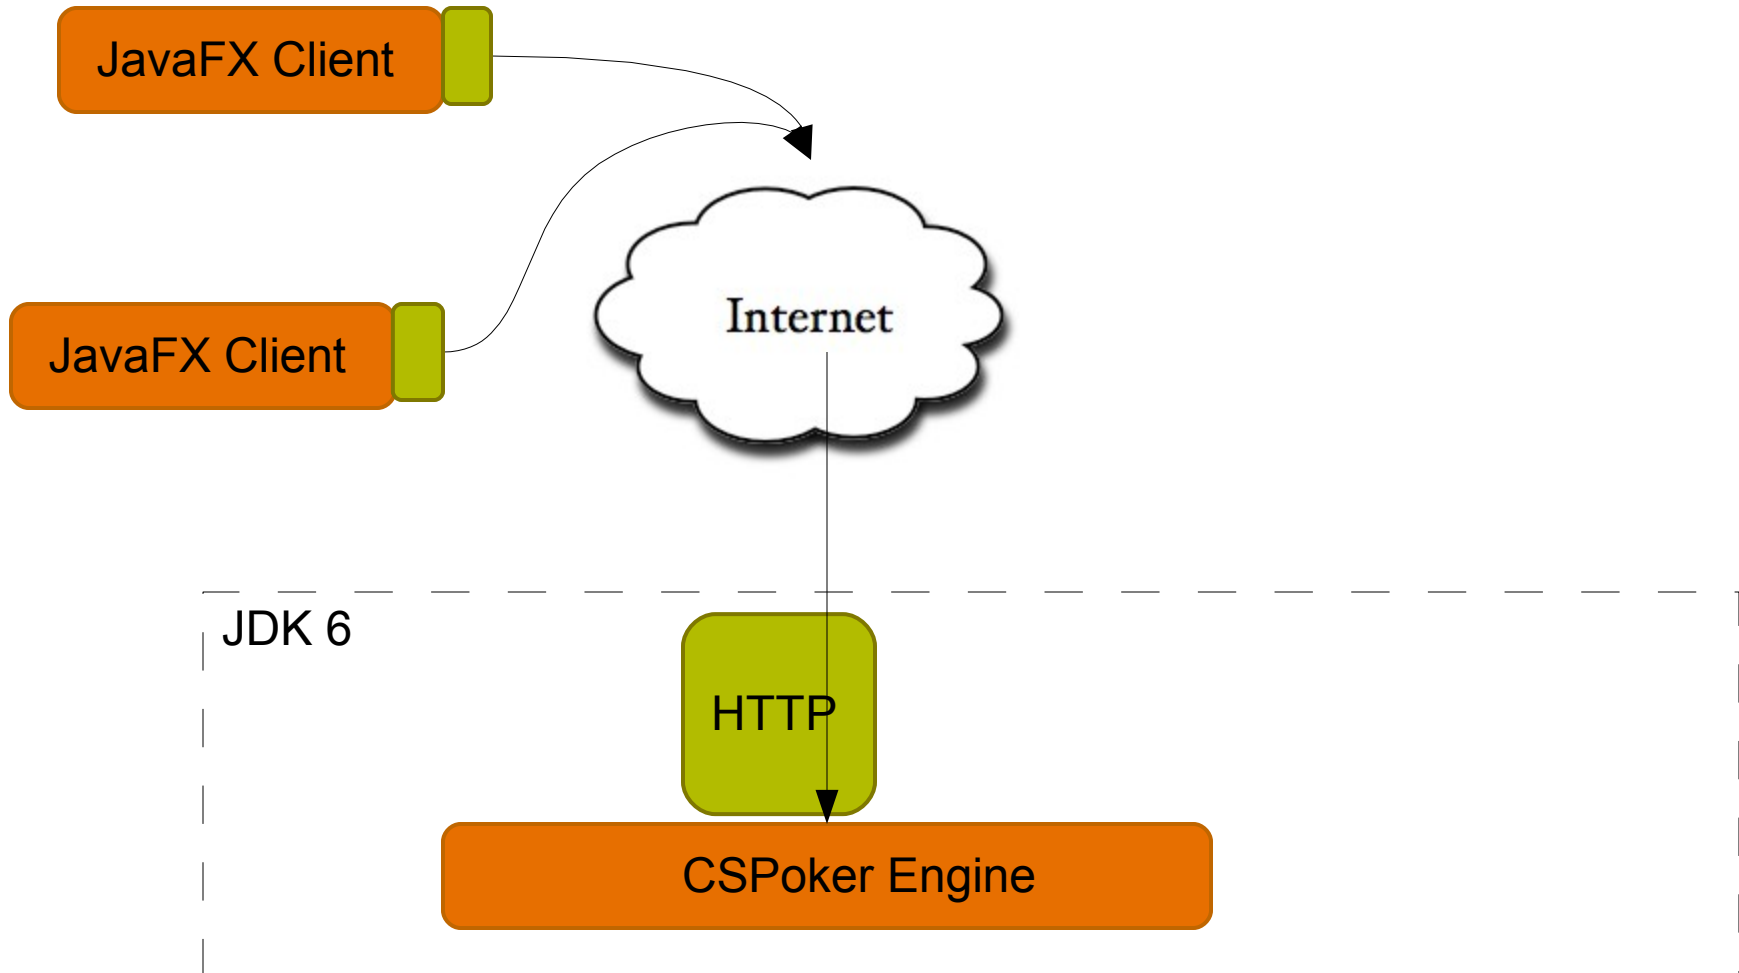 JavaFX Client
JavaFX Client
Internet
JDK 6
HTTP
CSPoker Engine